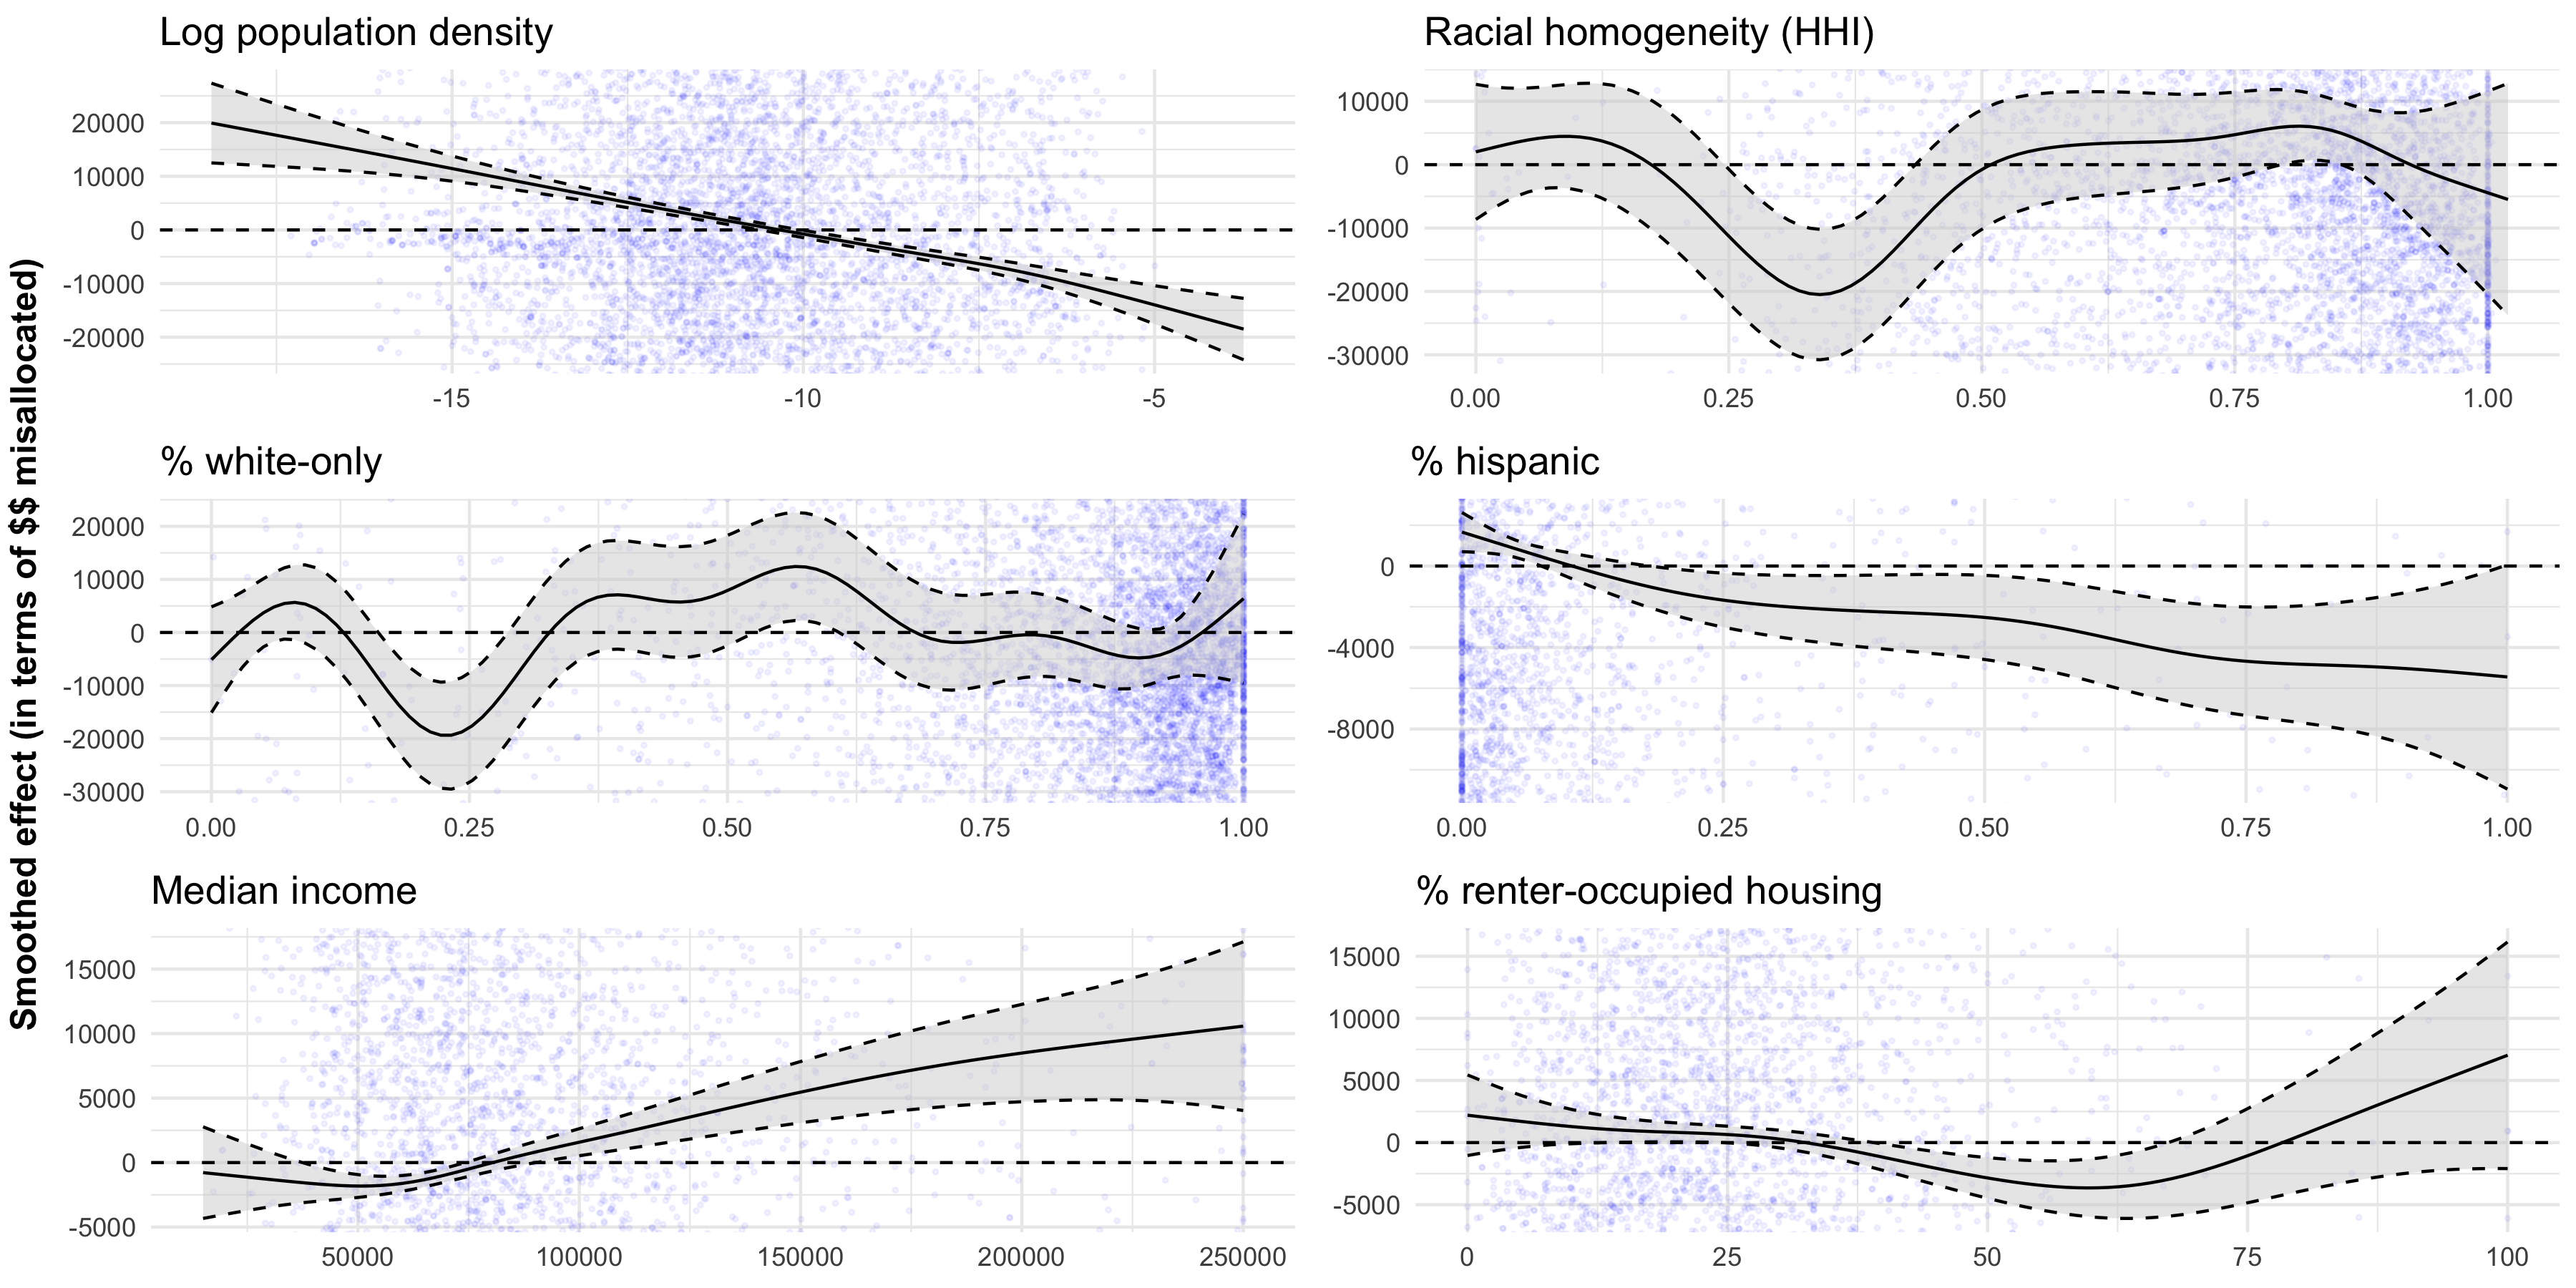 Smoothed effect (in terms of $$ misallocated)
Log population density
20000
10000
0
-10000
-20000
-15 -10 -5
Racial homogeneity (HHI)
10000
0
-10000
-20000
-30000
0.00 0.25 0.50 0.75 1.00
% white-only
20000
10000
0
-10000
-20000
-30000
0.00 0.25 0.50 0.75 1.00
% hispanic
0
-4000
-8000
0.00 0.25 0.50 0.75 1.00
Median income
15000
10000
5000
0
-5000
50000 100000 150000 200000 250000
% renter-occupied housing
15000
10000
5000
0
-5000
0 25 50 75 100